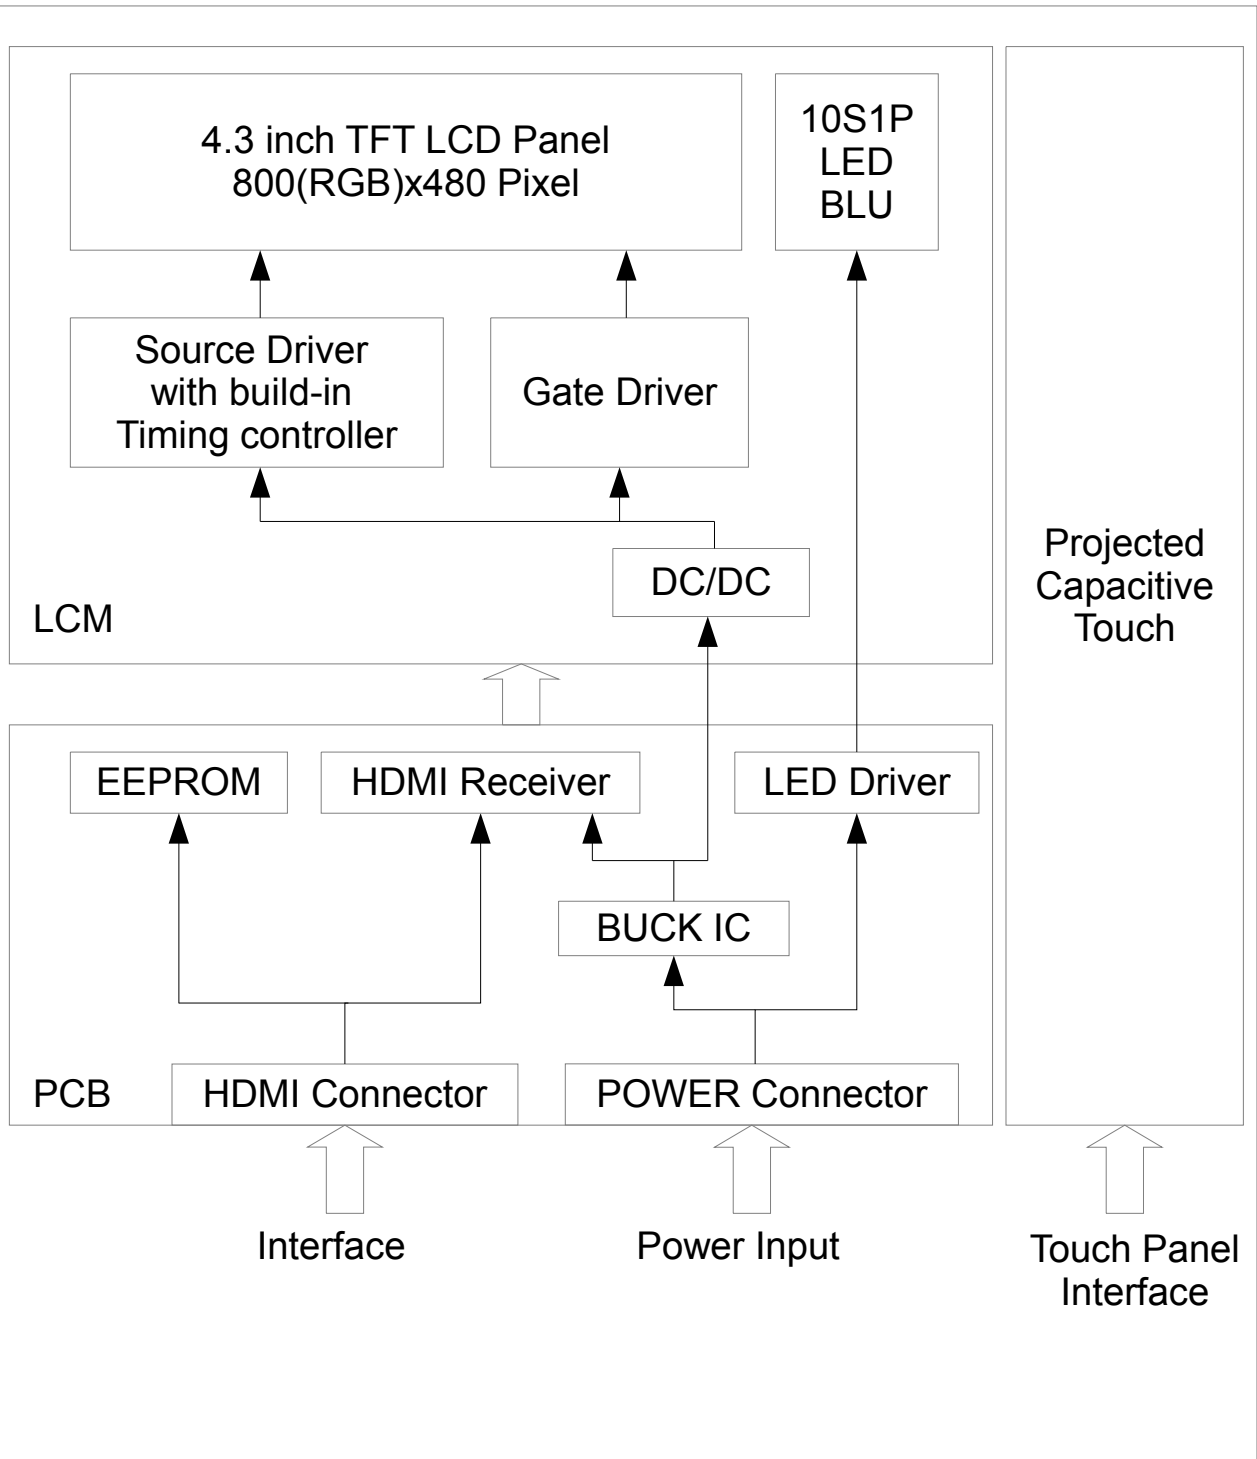 4.3 inch TFT LCD Panel
800(RGB)x480 Pixel
10S1P
LED
BLU
Source Driver
with build-in
Timing controller
Gate Driver
DC/DC
LCM
Projected
Capacitive
Touch
EEPROM
HDMI Receiver
LED Driver
BUCK IC
PCB
HDMI Connector
POWER Connector
Interface
Power Input
Touch Panel
Interface